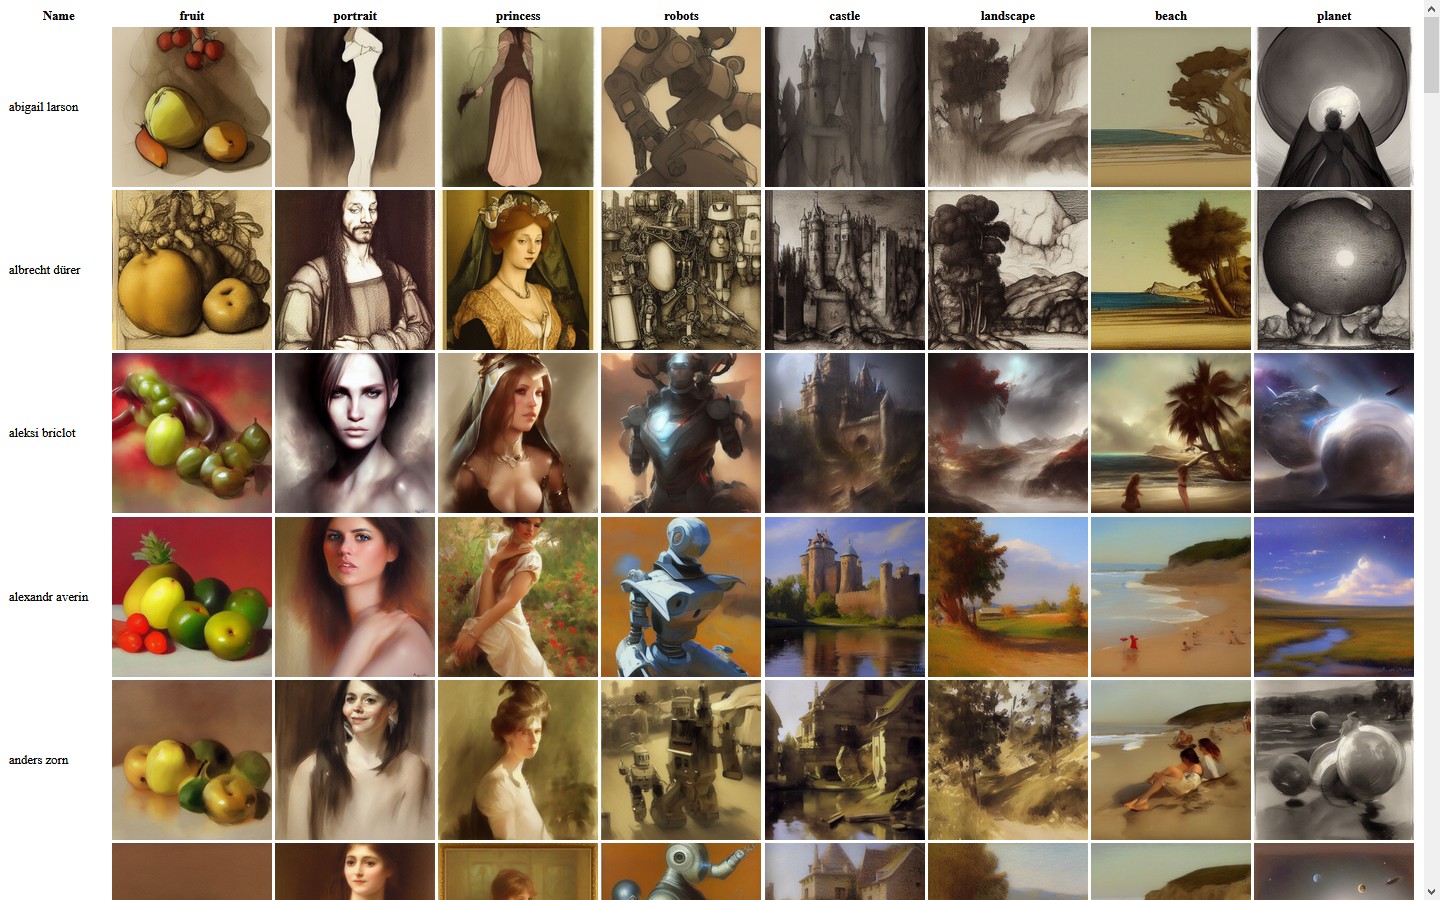 Name fruit portrait princess robots castle landscape beach planet
abigail larson
albrecht dürer
aleksi briclot
alexandr averin
anders zorn